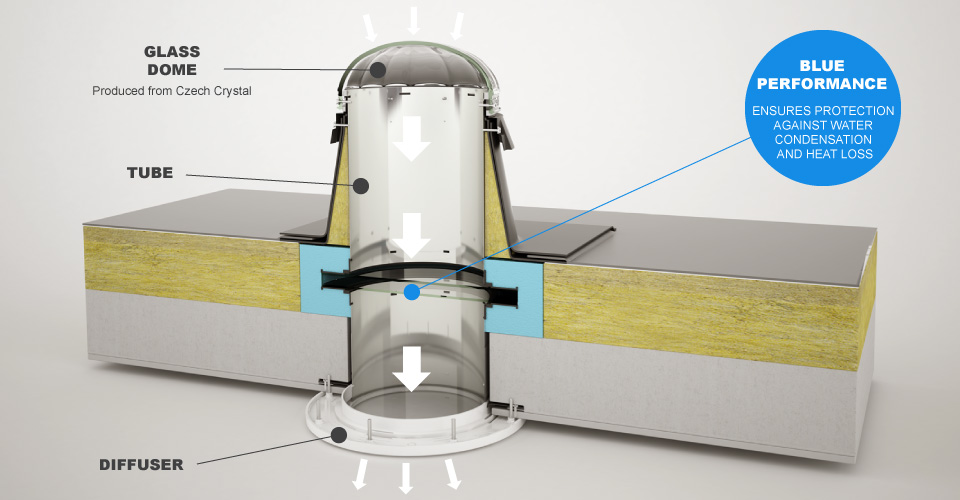 GLASS
DOME
Produced from Czech Crystal
TUBE
DIFFUSER
BLUE
PERFORMANCE
ENSURES PROTECTION
AGAINST WATER
CONDENSATION
AND HEAT LOSS